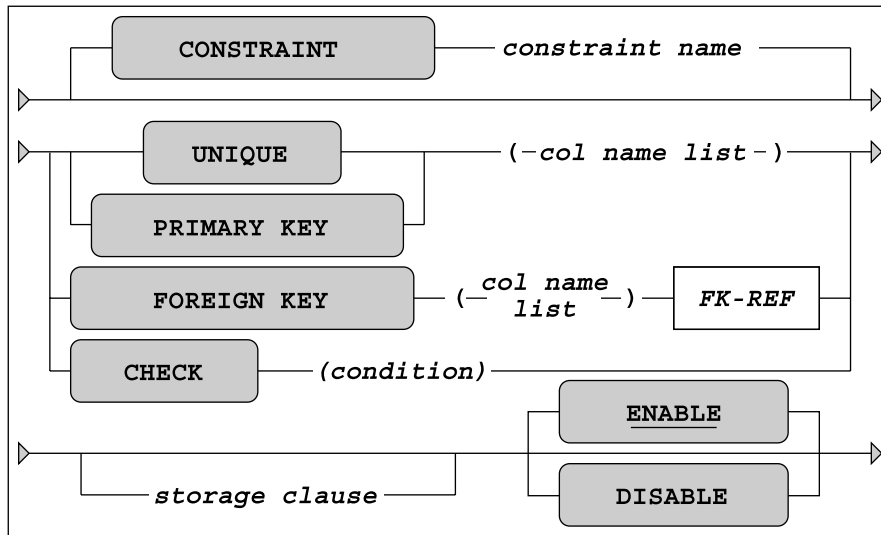 CONSTRAINT constraint name
UNIQUE ( col name list )
PRIMARY KEY
FOREIGN KEY ( col name list ) FK-REF
CHECK (condition)
ENABLE
storage clause
DISABLE